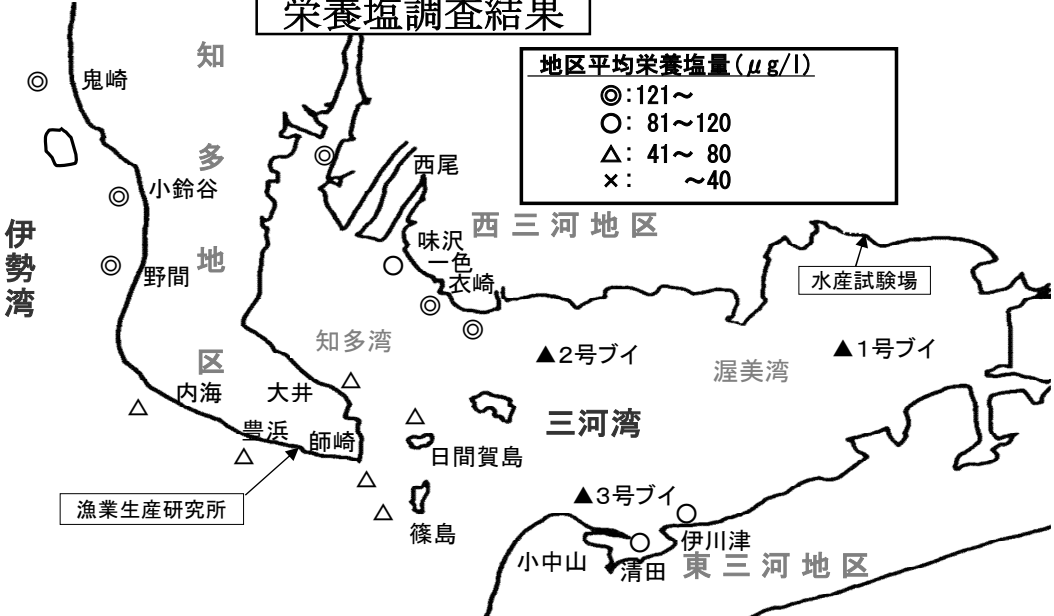 栄養塩調査結果
地区平均栄養塩量(μg/l)
◎:121～
○: 81～120
△: 41～ 80
×: ～40
知多地区
鬼崎
小鈴谷
野間
伊勢湾
内海
豊浜
大井
師崎
漁業生産研究所
知多湾
西尾
味沢
一色
衣崎
西三河地区
水産試験場
▲2号ブイ
▲1号ブイ
渥美湾
三河湾
日間賀島
篠島
▲3号ブイ
小中山
清田
伊川津
東三河地区